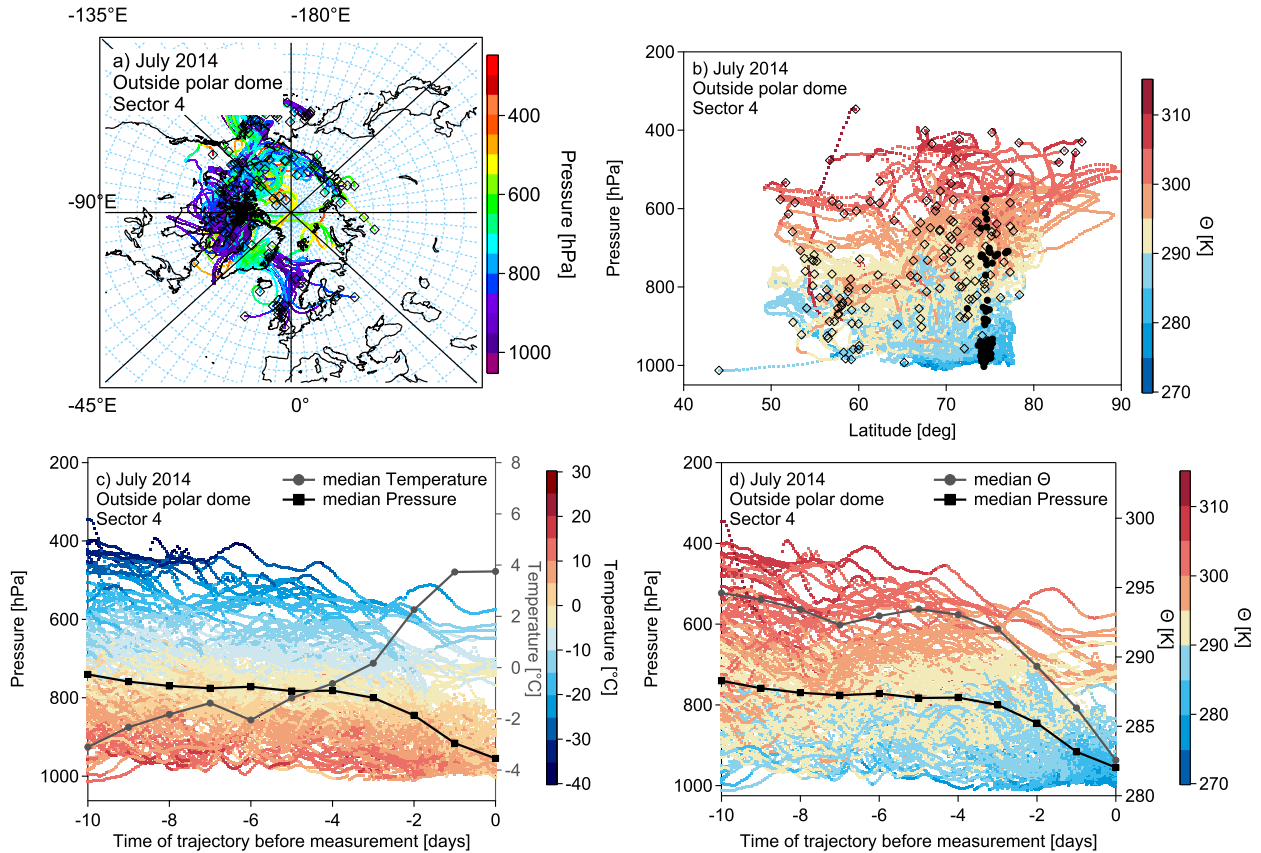 -135°E
-180°E
a) July 2014
Outside polar dome
Sector 4
-90°E
-45°E
0°
400
600
800
1000
Pressure [hPa]
b) July 2014
Outside polar dome
Sector 4
200
400
600
800
1000
Pressure [hPa]
40
50
60
70
80
90
Latitude [deg]
310
300
290
280
270
Θ [K]
c) July 2014
Outside polar dome
Sector 4
median Temperature
median Pressure
200
400
600
800
1000
Pressure [hPa]
-10
-8
-6
-4
-2
0
Time of trajectory before measurement [days]
8
6
4
2
0
-2
-4
Temperature [°C]
30
20
10
0
-10
-20
-30
-40
Temperature [°C]
d) July 2014
Outside polar dome
Sector 4
median Θ
median Pressure
200
400
600
800
1000
Pressure [hPa]
-10
-8
-6
-4
-2
0
Time of trajectory before measurement [days]
300
295
290
285
280
Θ [K]
310
300
290
280
270
Θ [K]